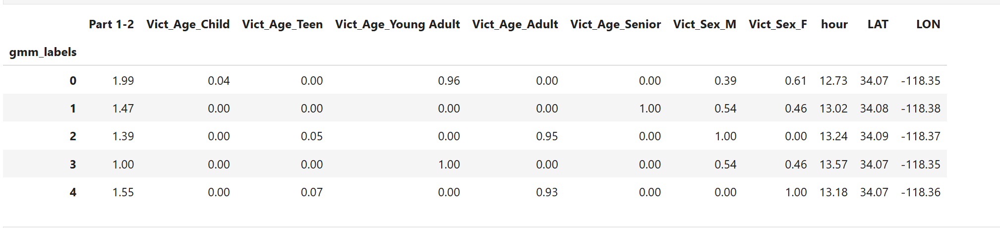 Part 1-2 Vict_Age_Child Vict_Age_Teen Vict_Age_Young Adult Vict_Age_Adult Vict_Age_Senior Vict_Sex_M Vict_Sex_F hour LAT LON
gmm_labels
0 1.99 0.04 0.00 0.96 0.00 0.00 0.39 0.61 12.73 34.07 -118.35
1 1.47 0.00 0.00 0.00 0.00 1.00 0.54 0.46 13.02 34.08 -118.38
2 1.39 0.00 0.05 0.00 0.95 0.00 1.00 0.00 13.24 34.09 -118.37
3 1.00 0.00 0.00 1.00 0.00 0.00 0.54 0.46 13.57 34.07 -118.35
4 1.55 0.00 0.07 0.00 0.93 0.00 0.00 1.00 13.18 34.07 -118.36